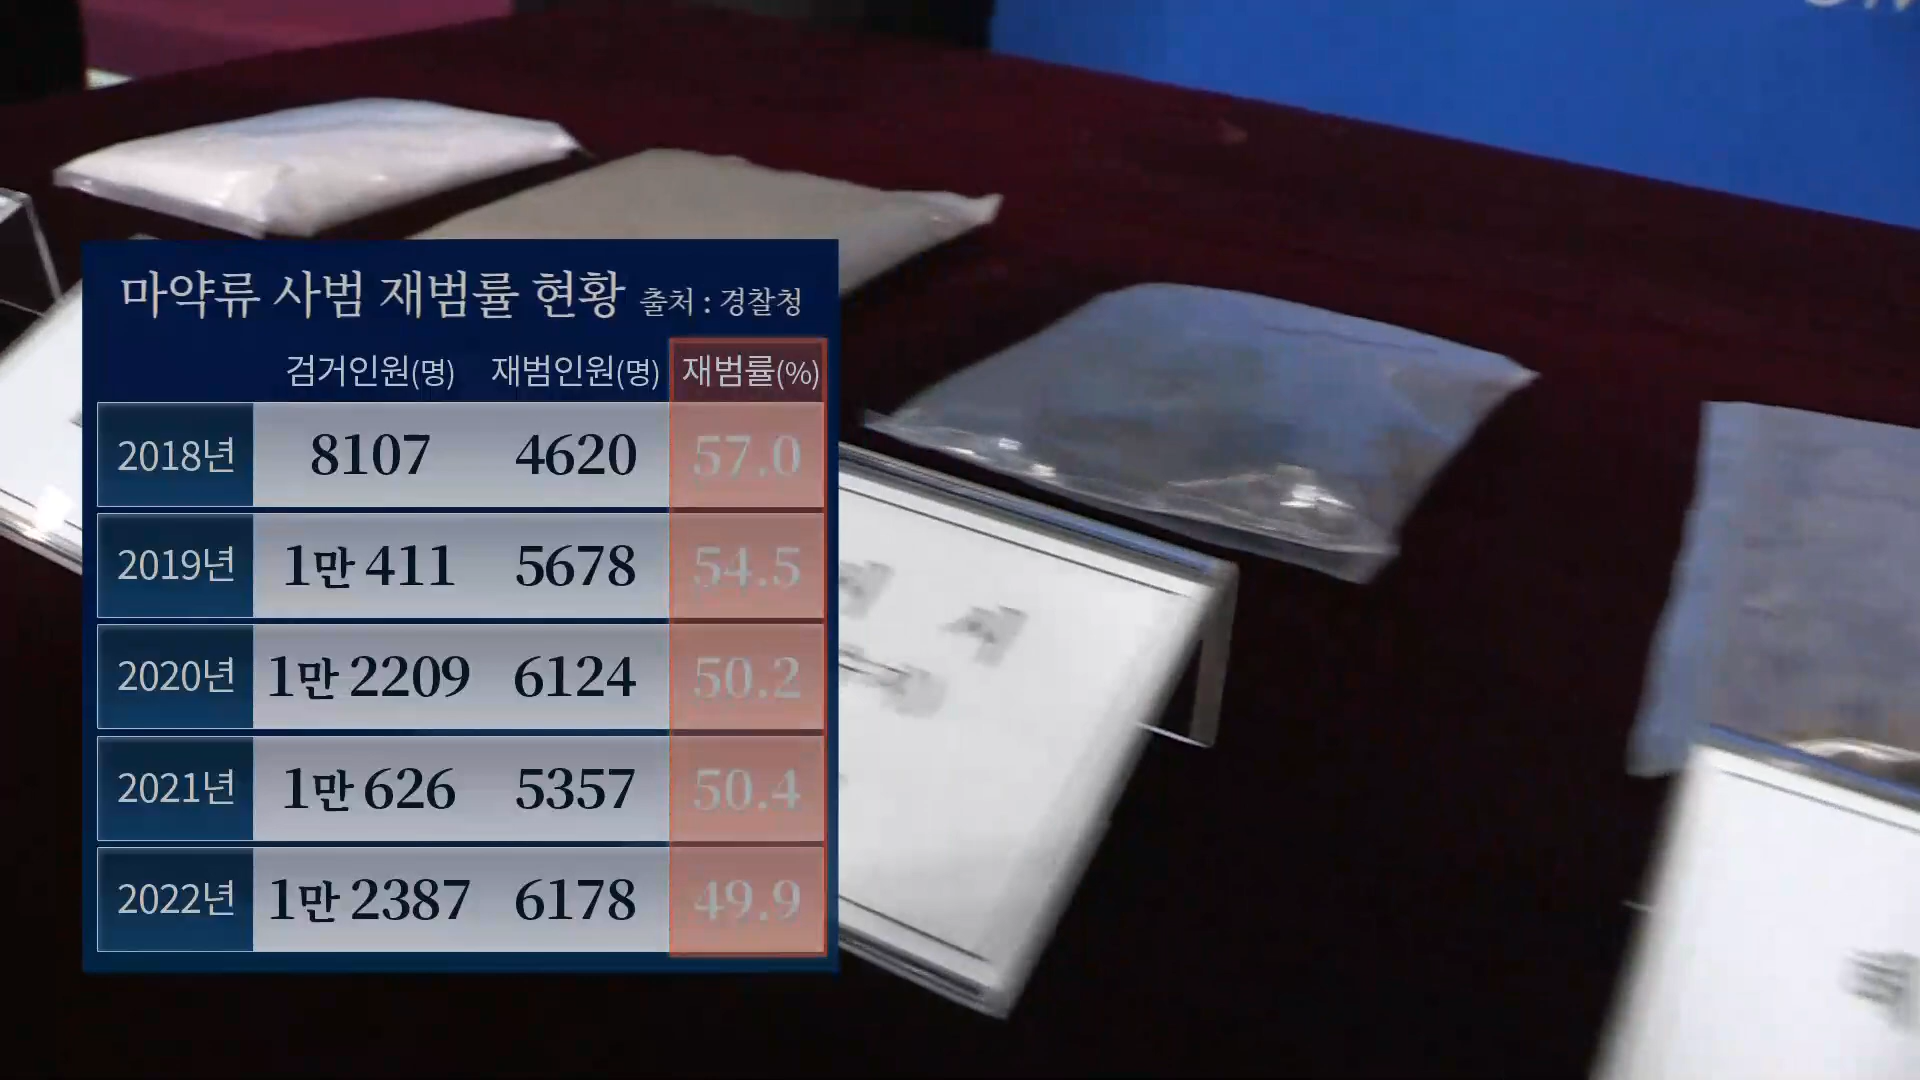 마약류 사범 재범률 현황 출처 : 경찰청
검거인원(명) 재범인원(명) 재범률(%)
2018년 8107 4620 57.0
2019년 1만 411 5678 54.5
2020년 1만 2209 6124 50.2
2021년 1만 626 5357 50.4
2022년 1만 2387 6178 49.9